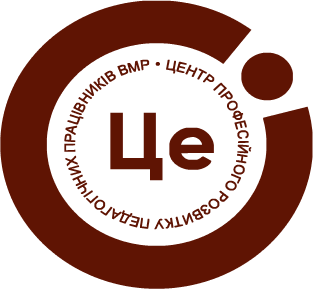 ЦЕНТР ПРОФЕСІЙНОГО РОЗВИТКУ ПЕДАГОГІЧНИХ ПРАЦІВНИКІВ ВМР •
Це